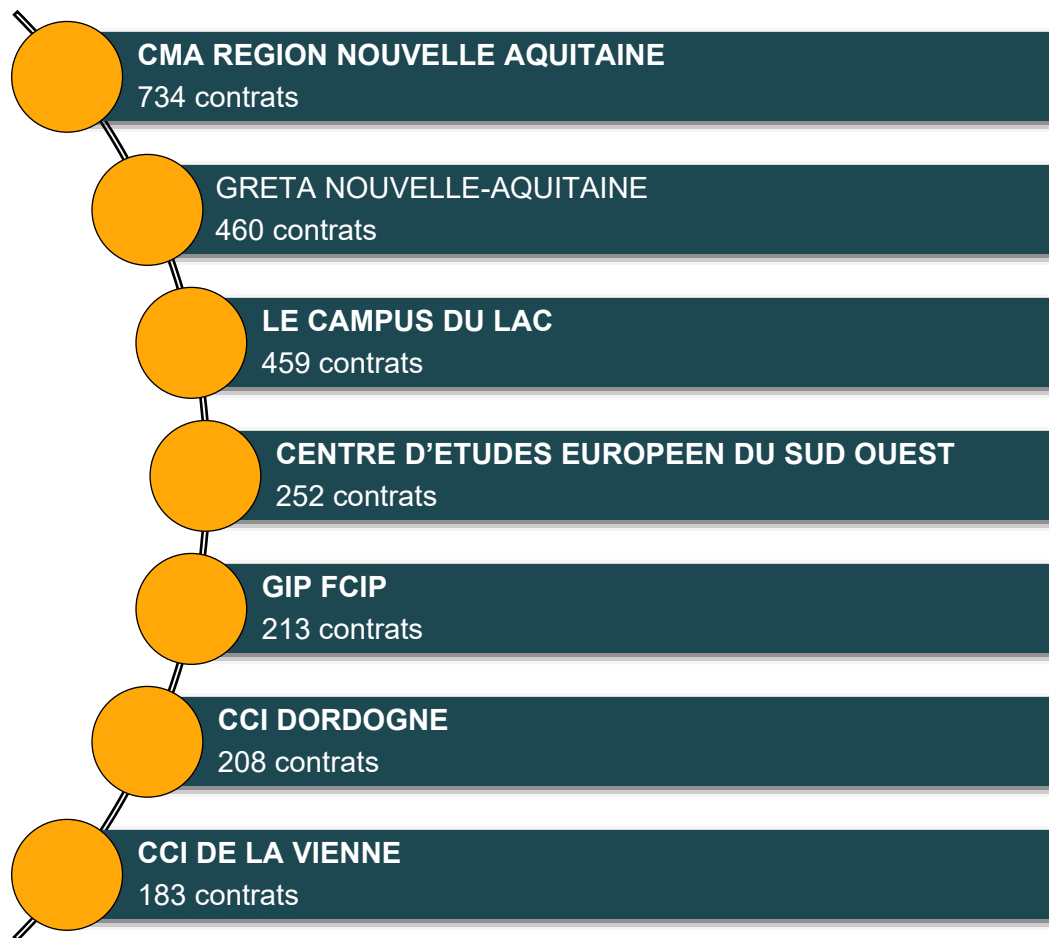 CMA REGION NOUVELLE AQUITAINE
734 contrats
GRETA NOUVELLE-AQUITAINE
460 contrats
LE CAMPUS DU LAC
459 contrats
CENTRE D'ETUDES EUROPEEN DU SUD OUEST
252 contrats
GIP FCIP
213 contrats
CCI DORDOGNE
208 contrats
CCI DE LA VIENNE
183 contrats